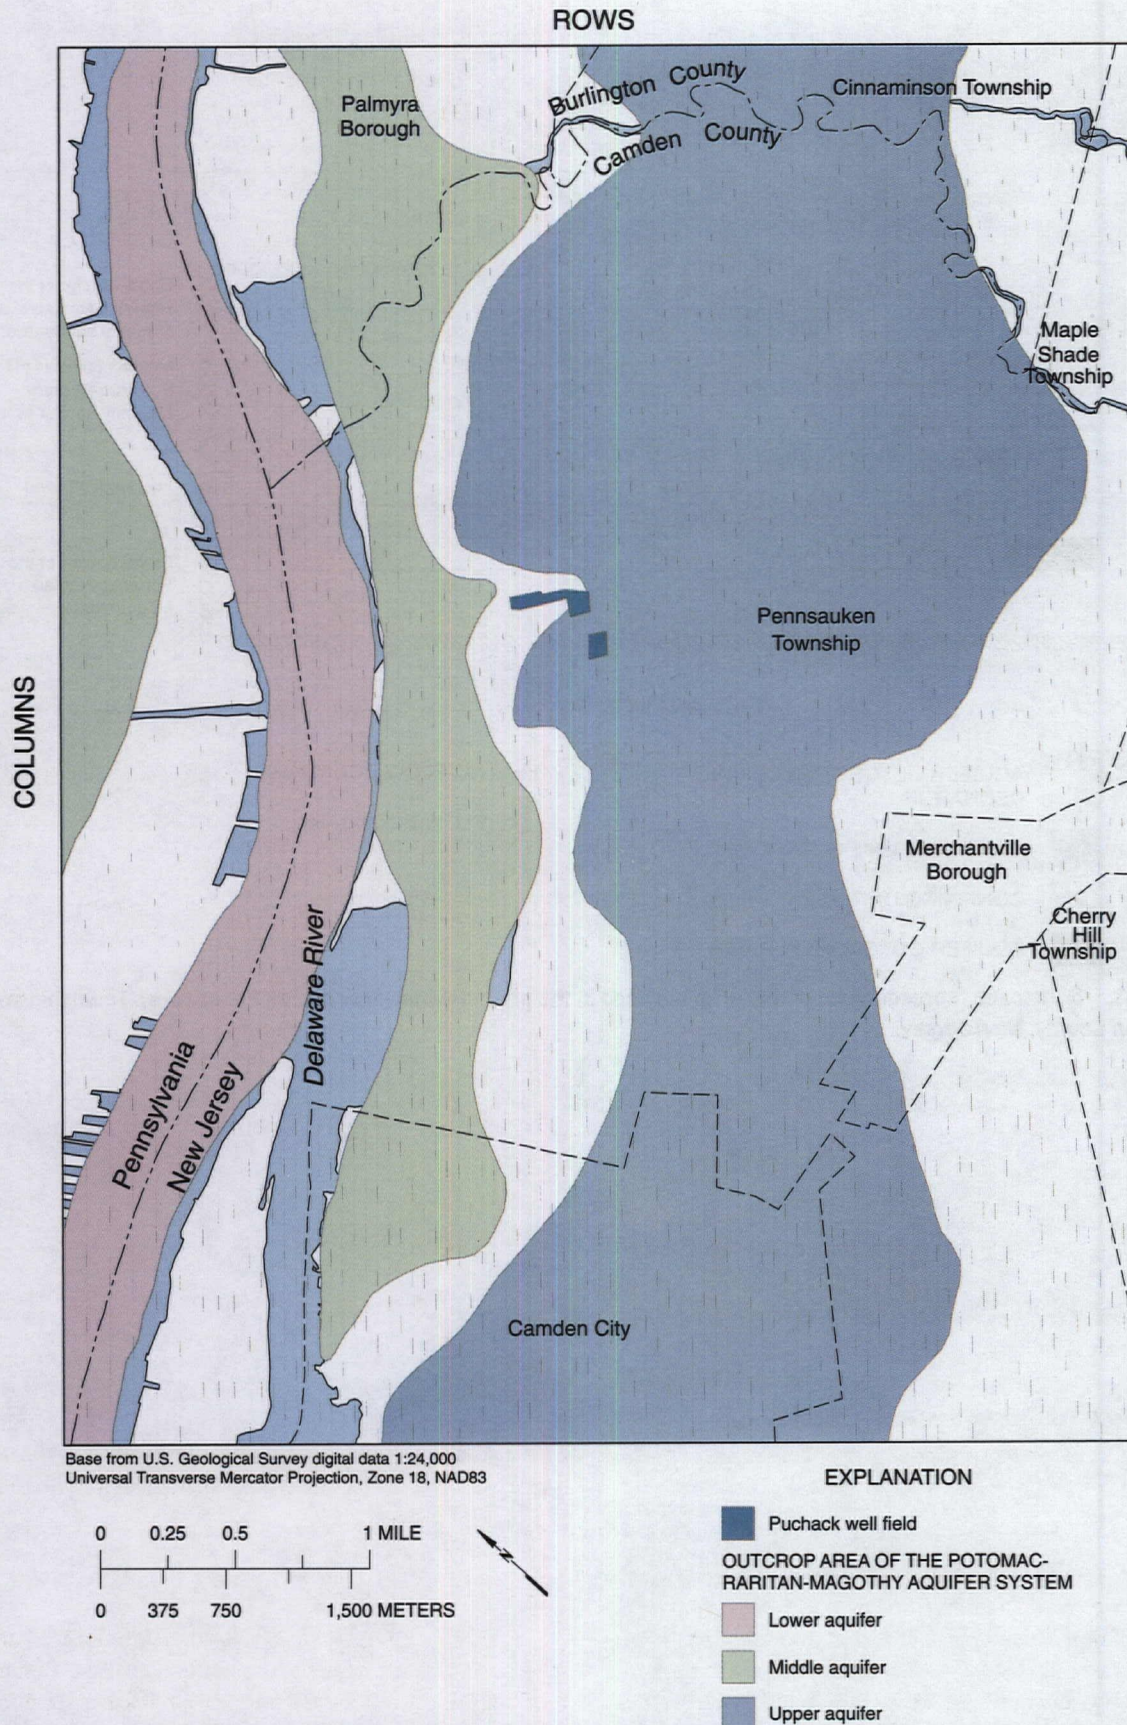 ROWS
Burlington County
Cinnaminson Township
Palmyra
Borough
Camden County
Maple
Shade
Township
COLUMNS
Pennsauken
Township
Merchantville
Borough
Cherry
Hill
Township
Delaware River
Pennsylvania
New Jersey
Camden City
Base from U.S. Geological Survey digital data 1:24,000
Universal Transverse Mercator Projection, Zone 18, NAD83
0 0.25 0.5 1 MILE
0 375 750 1,500 METERS
N
EXPLANATION
Puchack well field
OUTCROP AREA OF THE POTOMAC-
RARITAN-MAGOTHY AQUIFER SYSTEM
Lower aquifer
Middle aquifer
Upper aquifer